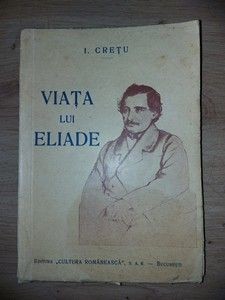 I. CREȚU
VIAȚA
LUI
ELIADE
EDITURA „CULTURA ROMÂNEASCĂ", S. A. R. — BUCUREȘTI